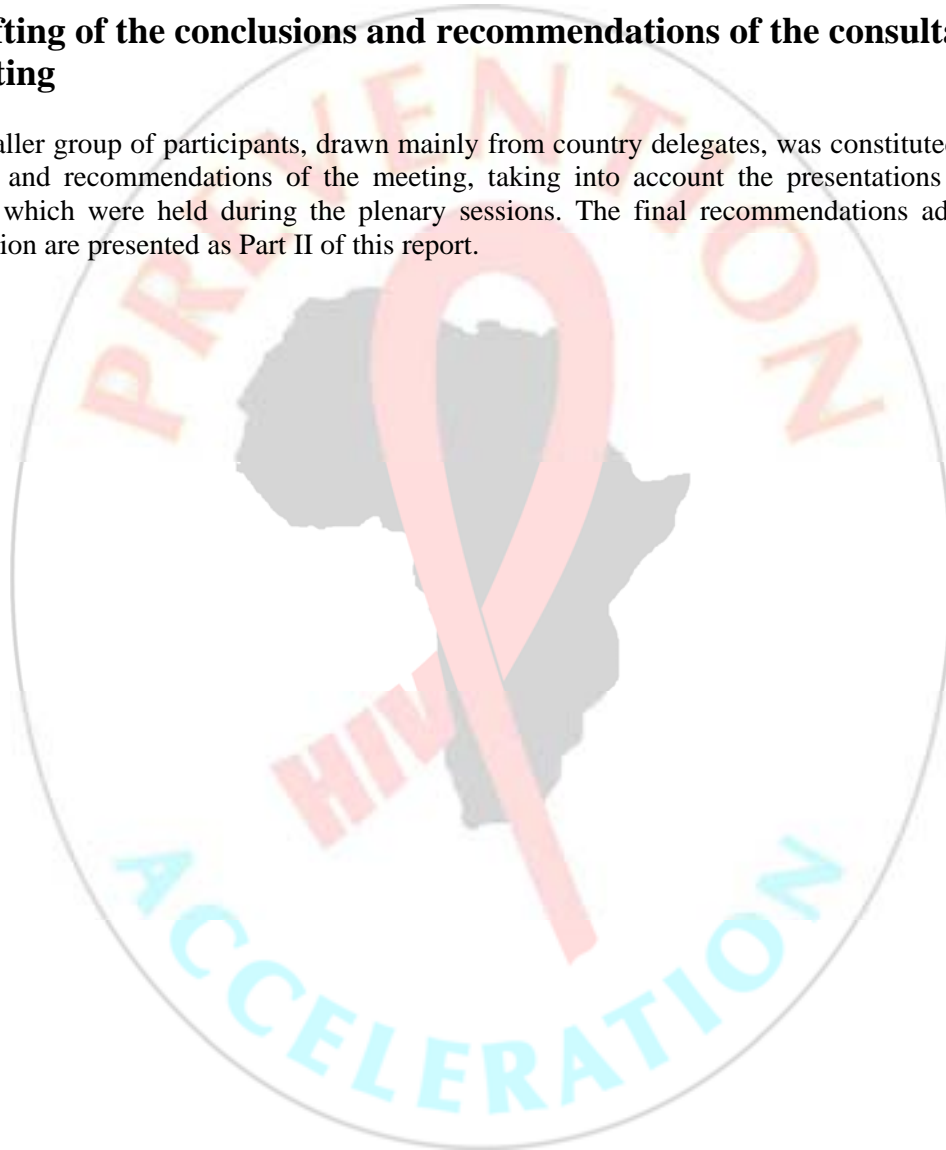 fting of the conclusions and recommendations of the consulta
ting
aller group of participants, drawn mainly from country delegates, was constituted
and recommendations of the meeting, taking into account the presentations
which were held during the plenary sessions. The final recommendations ad
ion are presented as Part II of this report.
PREVENTION
HIV
ACCELERATION